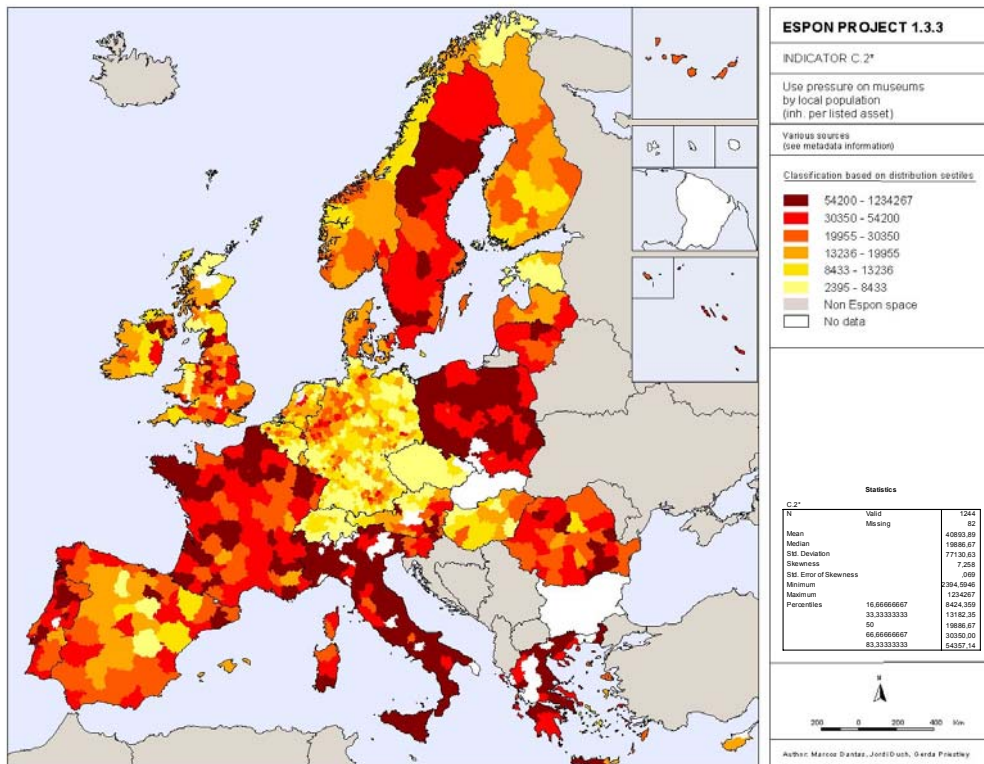 ESPON PROJECT 1.3.3
INDICATOR C.2*
Use pressure on museums
by local population
(inh. per listed asset)
Various sources
(see metadata information)
Classification based on distribution sestiles
54200 - 1234267
30350 - 54200
19955 - 30350
13236 - 19955
8433 - 13236
2395 - 8433
Non Espon space
No data
Statistics
C.2*
N Valid 1244
Missing 82
Mean 40893,89
Median 19886,67
Std. Deviation 77130,63
Skewness 7,258
Std. Error of Skewness ,069
Minimum 2394,5946
Maximum 1234267
Percentiles 16,66666667 8424,359
33,33333333 13182,35
50 19886,67
66,66666667 30350,00
83,33333333 54357,14
N
200 0 200 400 Km
Author: Marcos Dantas, Jordi Duch, Gerda Priestley